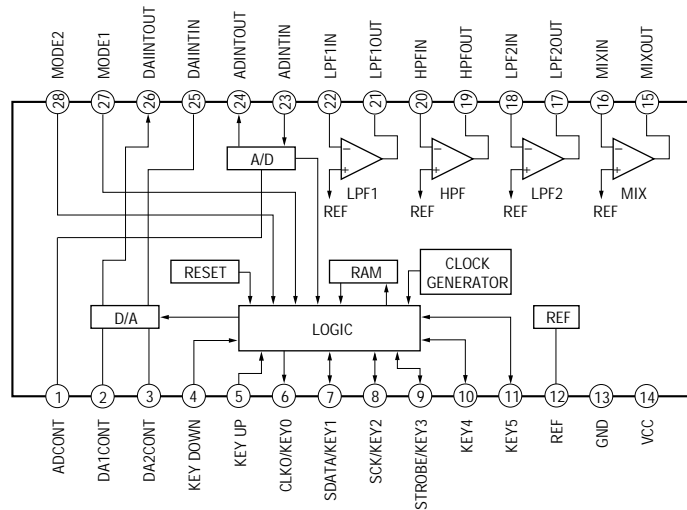 MODE2
MODE1
DAIINTOUT
DAIINTIN
ADINTOUT
ADINTIN
LPF1IN
LPF1OUT
HPFIN
HPFOUT
LPF2IN
LPF2OUT
MIXIN
MIXOUT
28 27 26 25 24 23 22 21 20 19 18 17 16 15
A/D
− + − + − + − +
LPF1 HPF LPF2 MIX
REF REF REF REF
RESET RAM CLOCK
GENERATOR
D/A LOGIC REF
1 2 3 4 5 6 7 8 9 10 11 12 13 14
ADCONT
DA1CONT
DA2CONT
KEY DOWN
KEY UP
CLKO/KEY0
SDATA/KEY1
SCK/KEY2
STROBE/KEY3
KEY4
KEY5
REF
GND
VCC